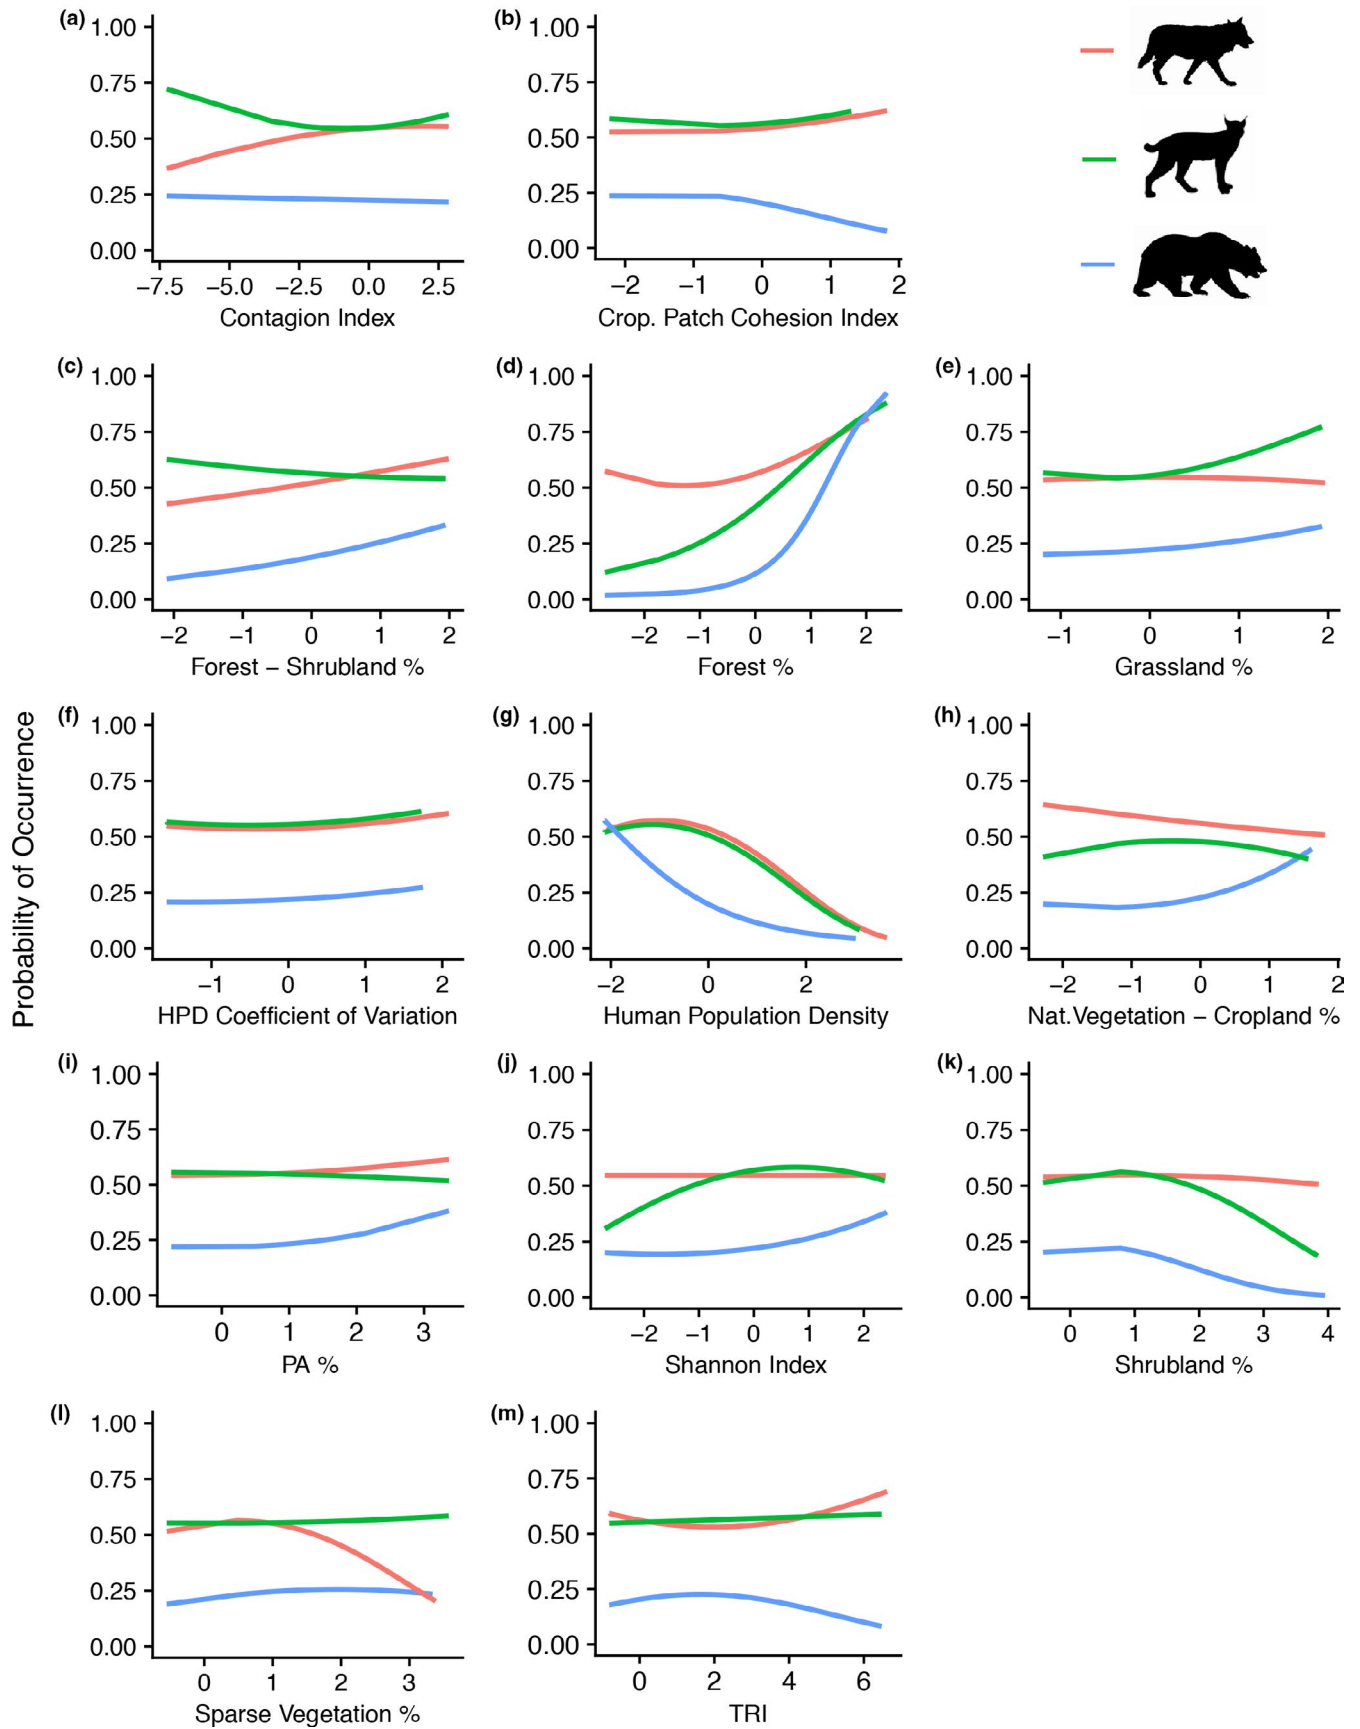 (a) 1.00
0.75
0.50
0.25
0.00
−7.5 −5.0 −2.5 0.0 2.5
Contagion Index
(b) 1.00
0.75
0.50
0.25
0.00
−2 −1 0 1 2
Crop. Patch Cohesion Index
Probability of Occurrence
(c) 1.00
0.75
0.50
0.25
0.00
−2 −1 0 1 2
Forest − Shrubland %
(d) 1.00
0.75
0.50
0.25
0.00
−2 −1 0 1 2
Forest %
(e) 1.00
0.75
0.50
0.25
0.00
−1 0 1 2
Grassland %
(f) 1.00
0.75
0.50
0.25
0.00
−1 0 1 2
HPD Coefficient of Variation
(g) 1.00
0.75
0.50
0.25
0.00
−2 0 2
Human Population Density
(h) 1.00
0.75
0.50
0.25
0.00
−2 −1 0 1 2
Nat.Vegetation − Cropland %
(i) 1.00
0.75
0.50
0.25
0.00
0 1 2 3
PA %
(j) 1.00
0.75
0.50
0.25
0.00
−2 −1 0 1 2
Shannon Index
(k) 1.00
0.75
0.50
0.25
0.00
0 1 2 3 4
Shrubland %
(l) 1.00
0.75
0.50
0.25
0.00
0 1 2 3
Sparse Vegetation %
(m) 1.00
0.75
0.50
0.25
0.00
0 2 4 6
TRI